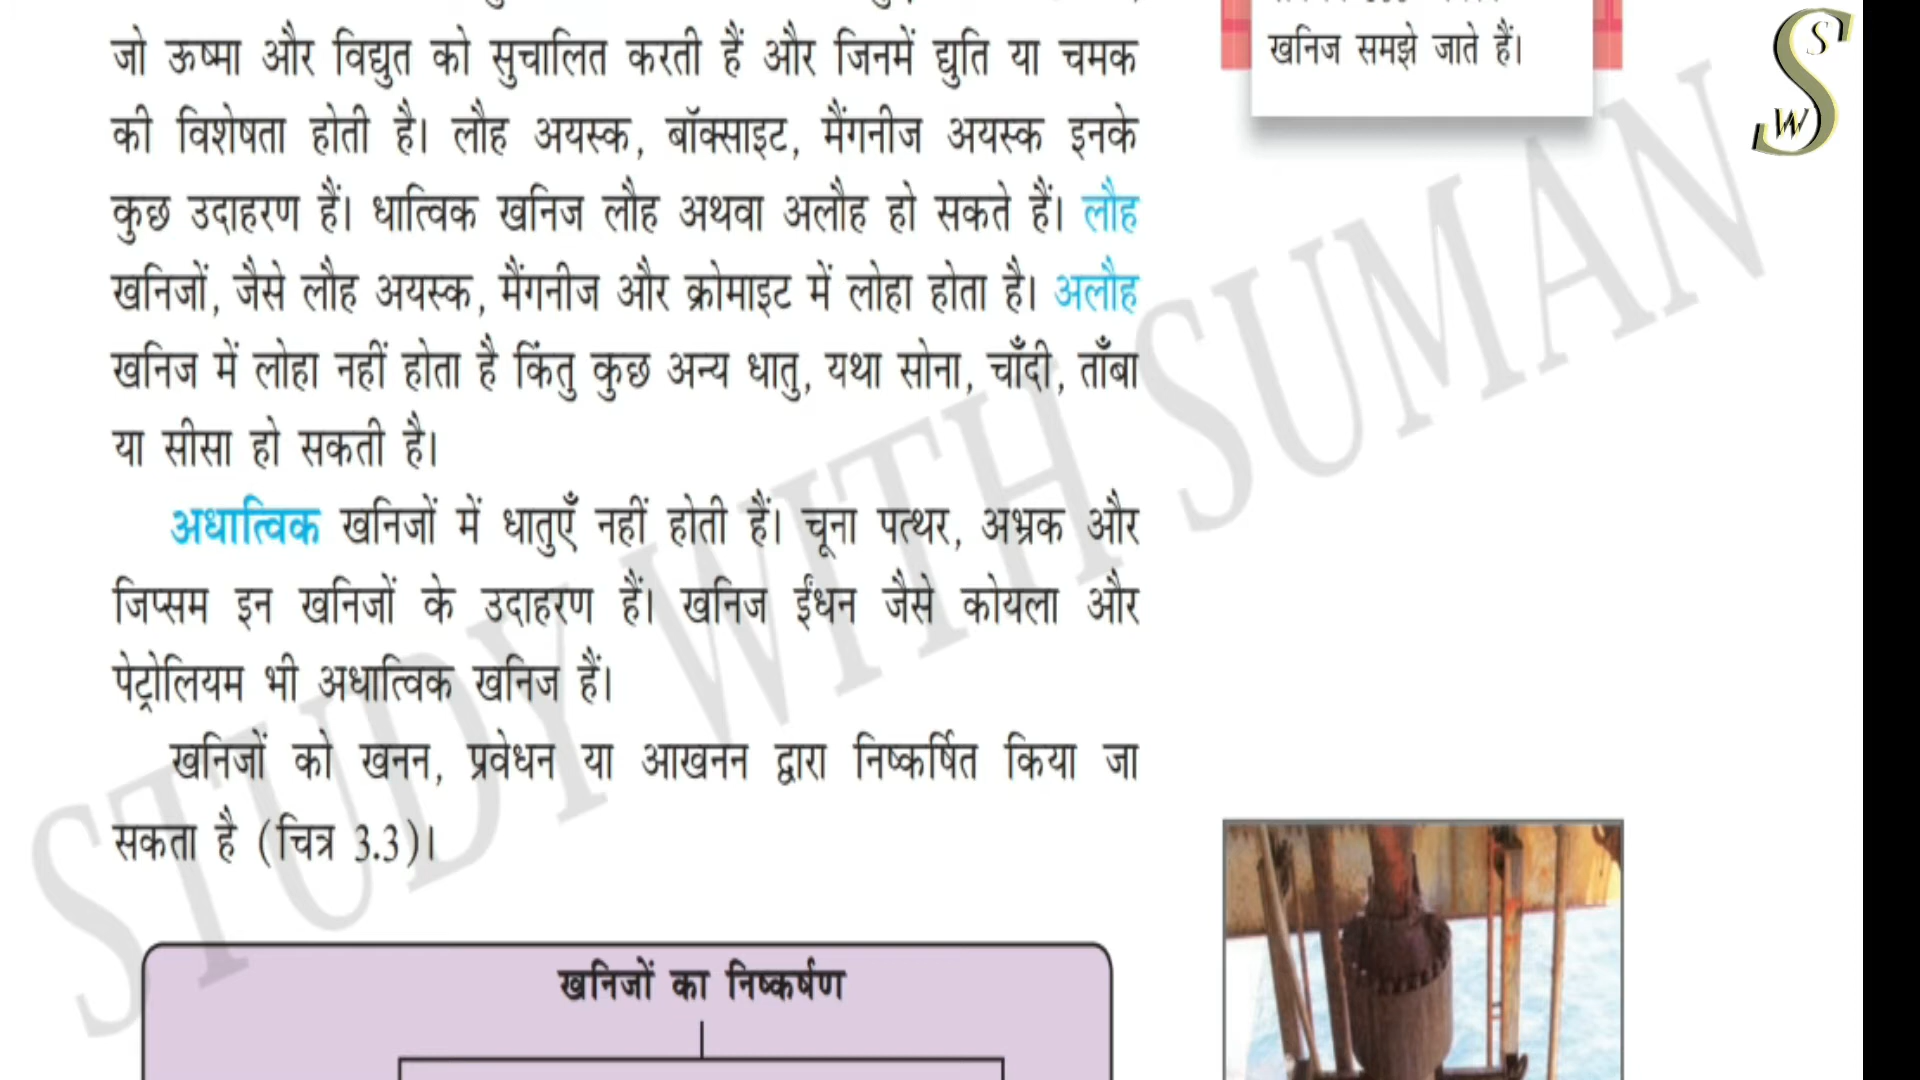 जो ऊष्मा और विद्युत को सुचालित करती हैं और जिनमें द्युति या चमक
की विशेषता होती है। लौह अयस्क, बॉक्साइट, मैंगनीज अयस्क इनके
कुछ उदाहरण हैं। धात्विक खनिज लौह अथवा अलौह हो सकते हैं। लौह
खनिजों, जैसे लौह अयस्क, मैंगनीज और क्रोमाइट में लोहा होता है। अलौह
खनिज में लोहा नहीं होता है किंतु कुछ अन्य धातु, यथा सोना, चाँदी, ताँबा
या सीसा हो सकती है।
अधात्विक खनिजों में धातुएँ नहीं होती हैं। चूना पत्थर, अभ्रक और
जिप्सम इन खनिजों के उदाहरण हैं। खनिज ईंधन जैसे कोयला और
पेट्रोलियम भी अधात्विक खनिज हैं।
खनिजों को खनन, प्रवेधन या आखनन द्वारा निष्कर्षित किया जा
सकता है (चित्र 3.3)।
खनिजों का निष्कर्षण
खनिज समझे जाते हैं।
S S W
STUDY WITH SUMAN